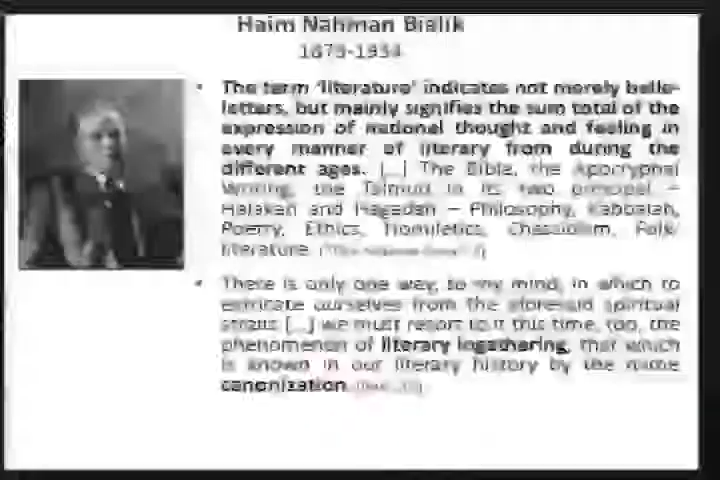 Haim Nahman Bialik
1873-1934
• The term 'literature' indicates not merely belle-
letters, but mainly signifies the sum total of the
expression of national thought and feeling in
every manner of literary from during the
different ages. [...] The Bible, the Apocryphal
Writing, the Talmud in its two principal –
Halakah and Hagadah – Philosophy, Kabbalah,
Poetry, Ethics, Homiletics, Chassidism, Folk
literature.
• There is only one way, to my mind, in which to
extricate ourselves from the aforesaid spiritual
straits [...] we must resort to it this time, too, the
phenomenon of literary ingathering, that which
is known in our literary history by the name
canonization